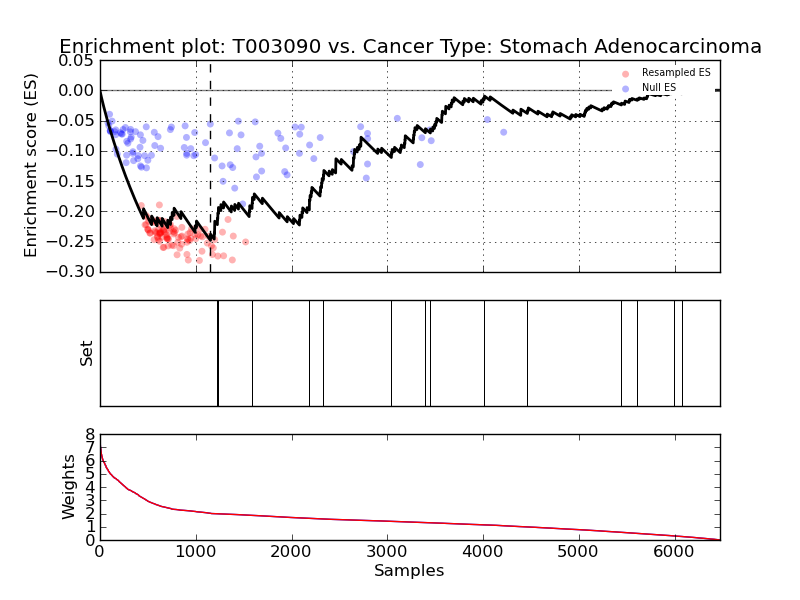 Enrichment plot: T003090 vs. Cancer Type: Stomach Adenocarcinoma
Enrichment score (ES)
0.05
0.00
−0.05
−0.10
−0.15
−0.20
−0.25
−0.30
Resampled ES
Null ES
Set
Weights
8
7
6
5
4
3
2
1
0
0 1000 2000 3000 4000 5000 6000
Samples